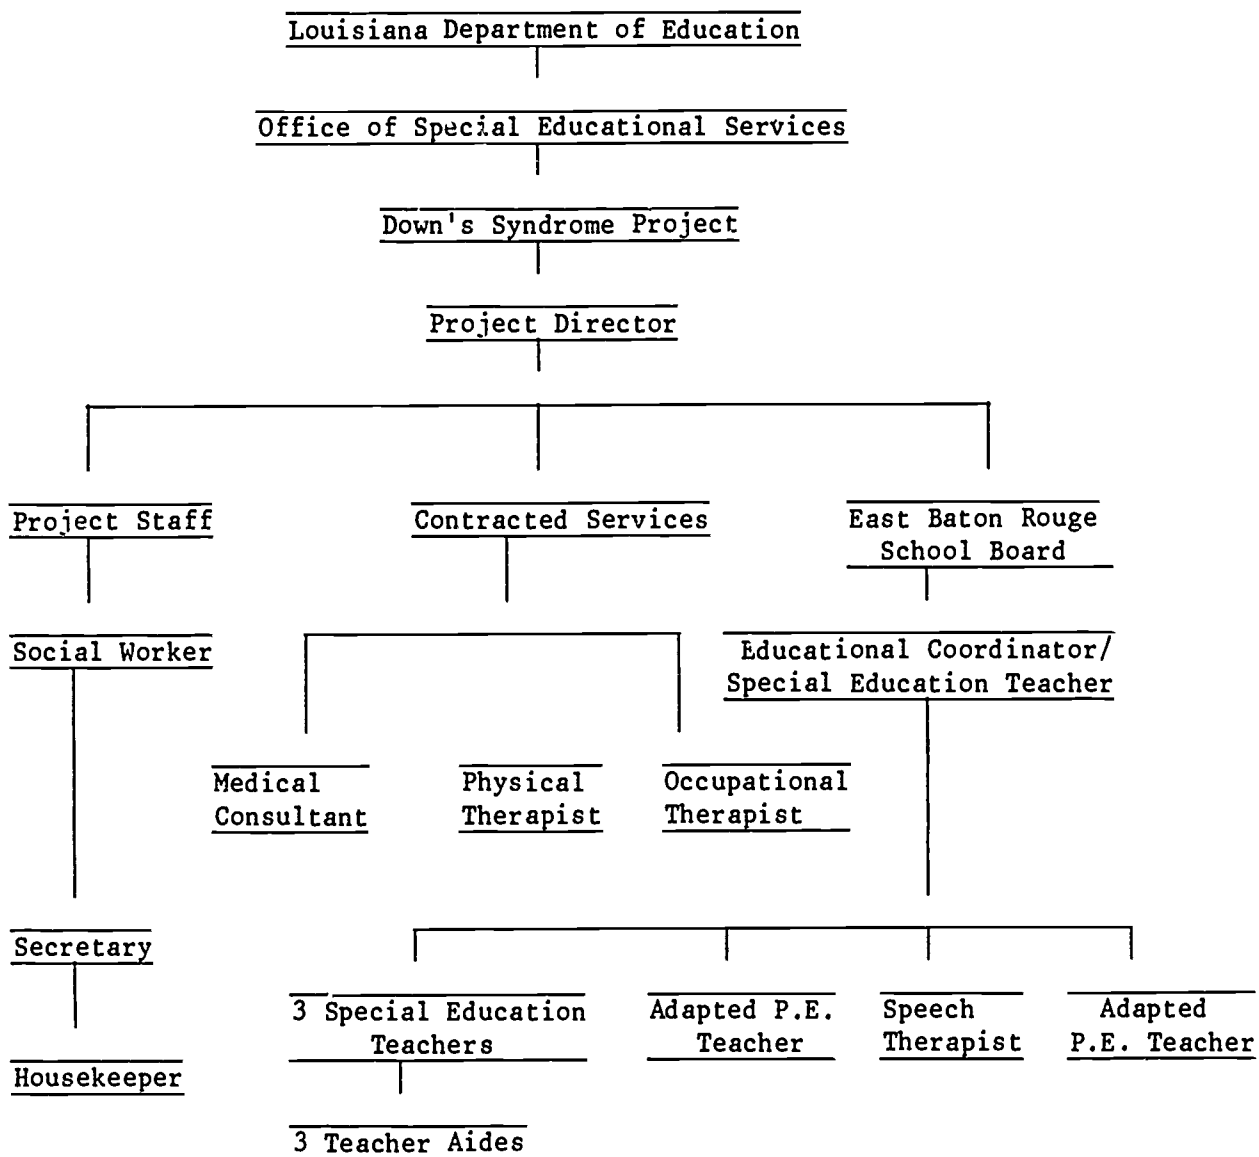 Louisiana Department of Education
Office of Special Educational Services
Down's Syndrome Project
Project Director
Project Staff
Contracted Services
East Baton Rouge
School Board
Social Worker
Educational Coordinator/
Special Education Teacher
Medical
Consultant
Physical
Therapist
Occupational
Therapist
Secretary
3 Special Education
Teachers
Adapted P.E.
Teacher
Speech
Therapist
Adapted
P.E. Teacher
Housekeeper
3 Teacher Aides